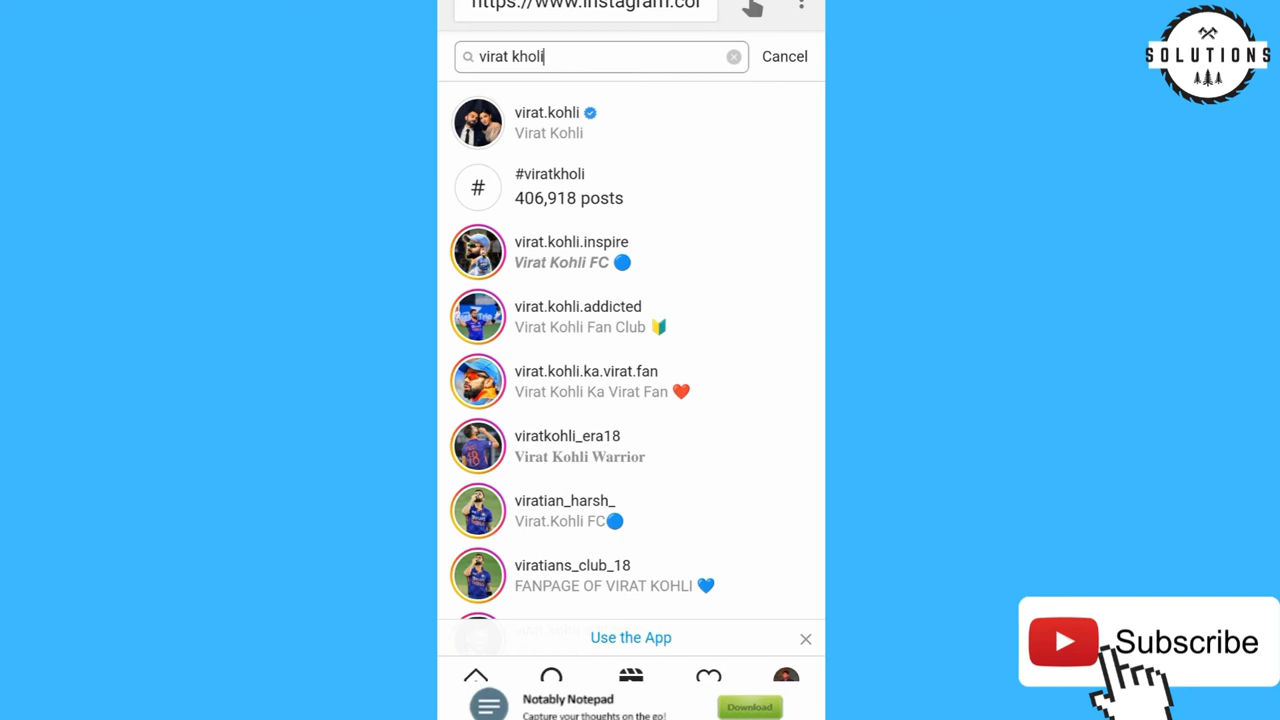 https://www.instagram.com
SOLUTIONS
virat kholi
Cancel
virat.kohli
Virat Kohli
#
#viratkholi
406,918 posts
virat.kohli.inspire
Virat Kohli FC 🔵
virat.kohli.addicted
Virat Kohli Fan Club 🔰
virat.kohli.ka.virat.fan
Virat Kohli Ka Virat Fan ❤️
viratkohli_era18
Virat Kohli Warrior
viratian_harsh_
Virat.Kohli FC🔵
viratians_club_18
FANPAGE OF VIRAT KOHLI 💙
Use the App
Subscribe
Notably Notepad
Capture your thoughts on the go!
Download